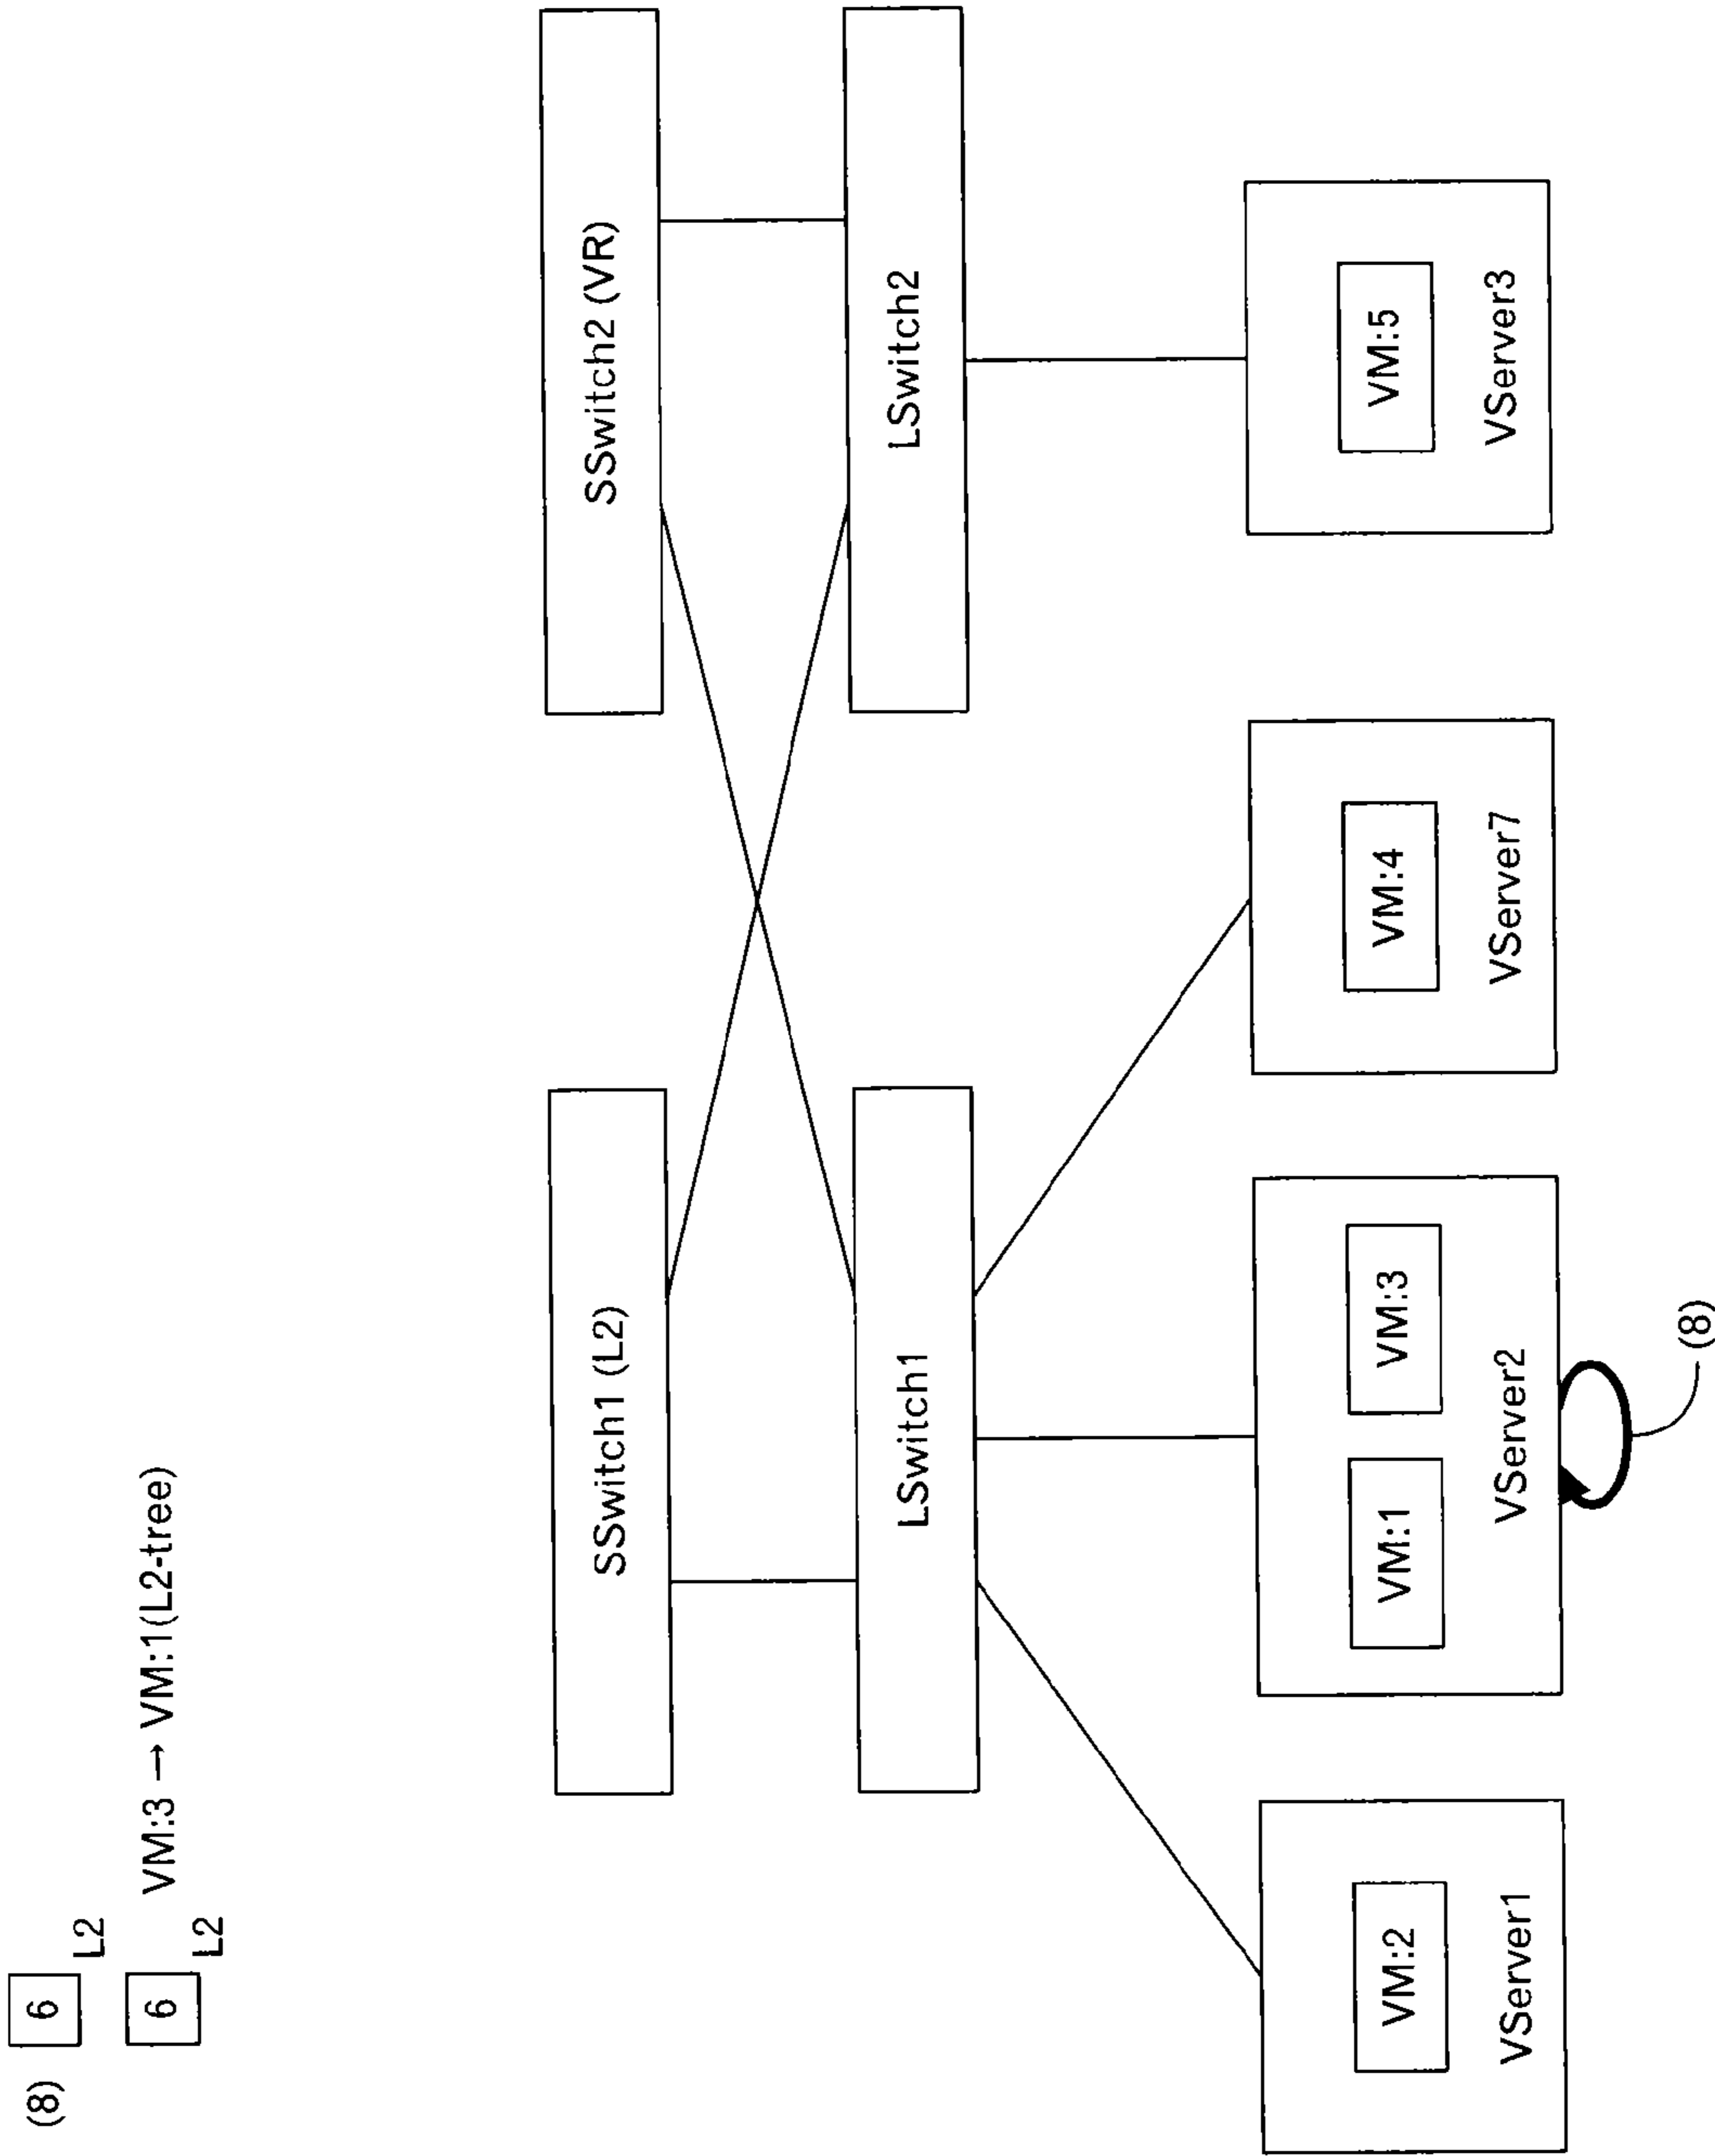 (8) 6 L2
6 L2 VM:3 → VM:1(L2-tree)
SSwitch1 (L2)
SSwitch2 (VR)
LSwitch1
LSwitch2
VM:2
VM:1
VM:3
VM:4
VM:5
VServer1
VServer2
VServer7
VServer3
(8)